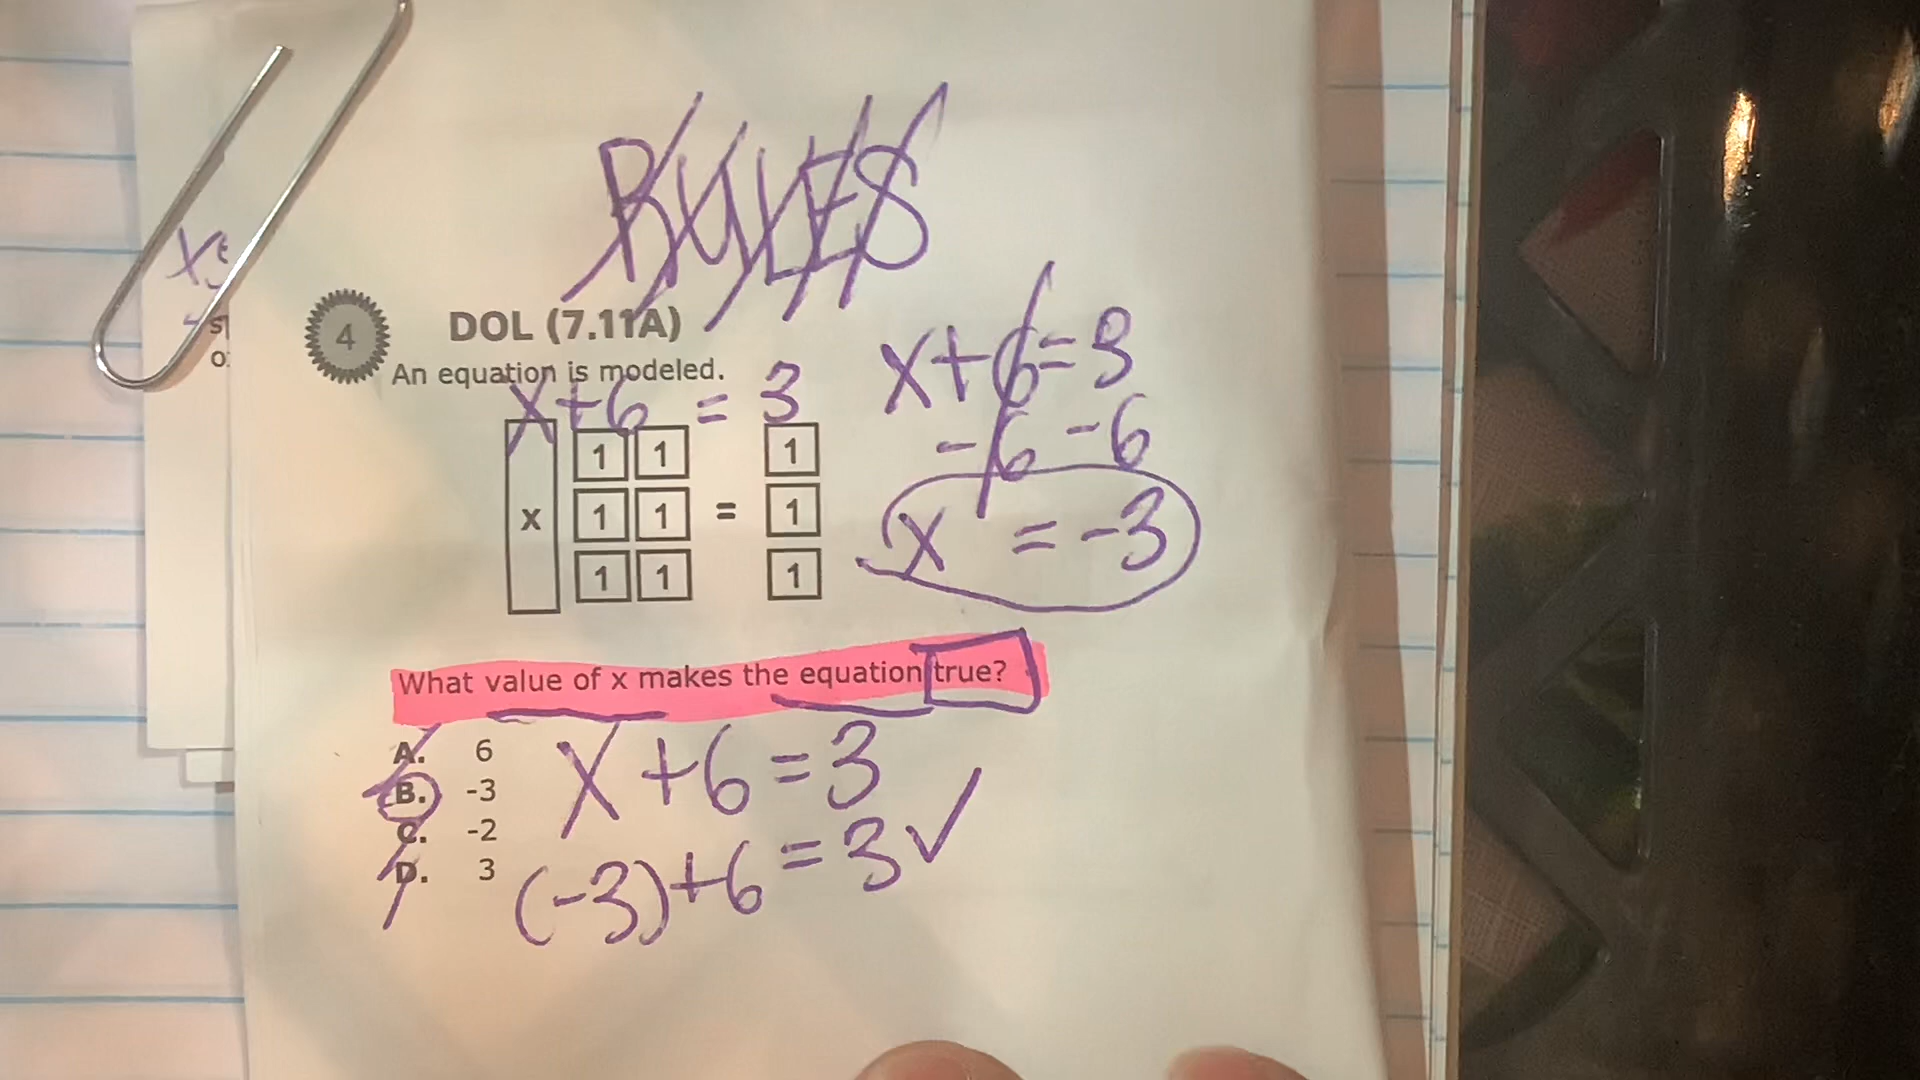 RULES
x
4
DOL (7.11A)
An equation is modeled.
x+6 = 3
x+6=3
-6 -6
x = -3
1 1 1
x 1 1 = 1
1 1 1
What value of x makes the equation true?
A. 6
B. -3
C. -2
D. 3
x+6=3
(-3)+6=3✓